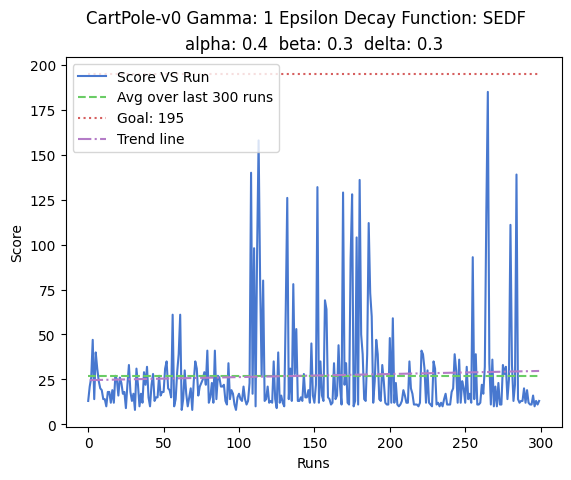 CartPole-v0 Gamma: 1 Epsilon Decay Function: SEDF
alpha: 0.4 beta: 0.3 delta: 0.3
Score VS Run
Avg over last 300 runs
Goal: 195
Trend line
200
175
150
125
100
75
50
25
0
Score
0 50 100 150 200 250 300
Runs